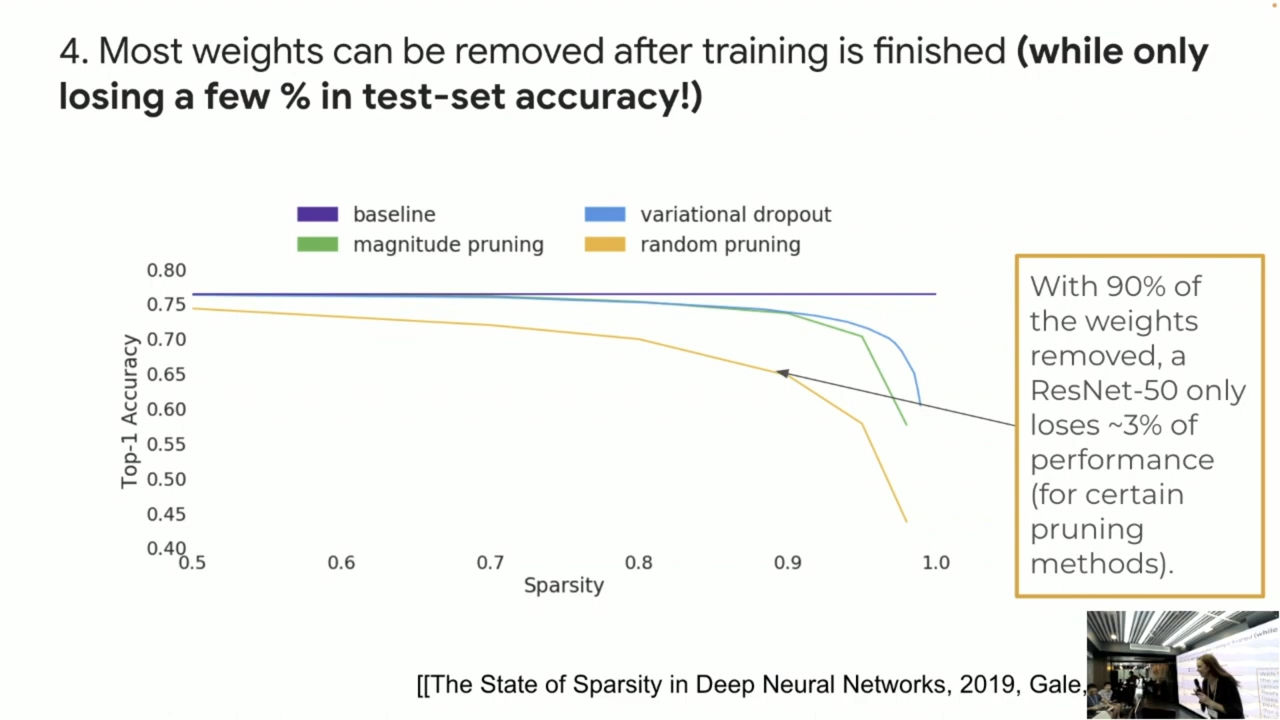 4. Most weights can be removed after training is finished (while only
losing a few % in test-set accuracy!)
baseline
variational dropout
magnitude pruning
random pruning
0.80
0.75
0.70
0.65
0.60
0.55
0.50
0.45
0.40
Top-1 Accuracy
0.5 0.6 0.7 0.8 0.9 1.0
Sparsity
With 90% of
the weights
removed, a
ResNet-50 only
loses ~3% of
performance
(for certain
pruning
methods).
[[The State of Sparsity in Deep Neural Networks, 2019, Gale,